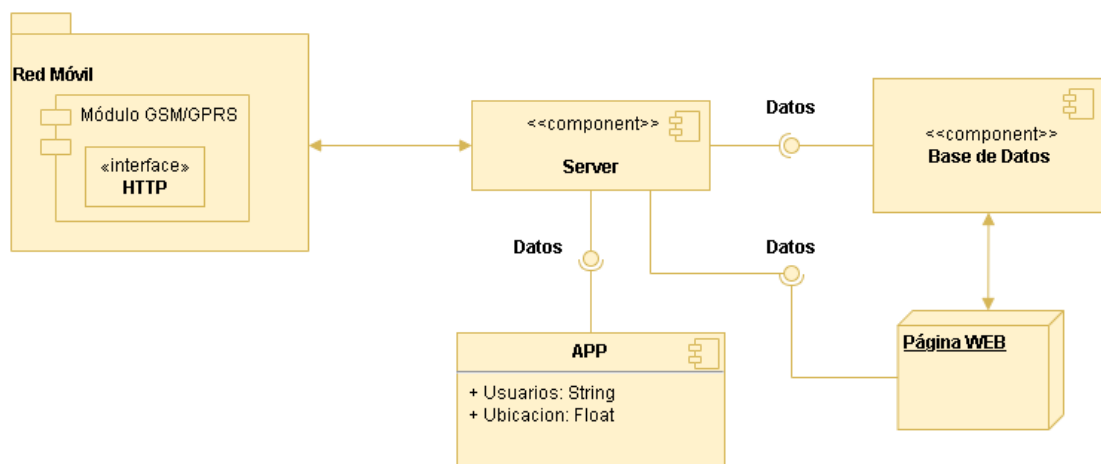 Red Móvil
Módulo GSM/GPRS
«interface»
HTTP
<<component>>
Server
Datos
<<component>>
Base de Datos
Datos
Datos
APP
+ Usuarios: String
+ Ubicacion: Float
Página WEB